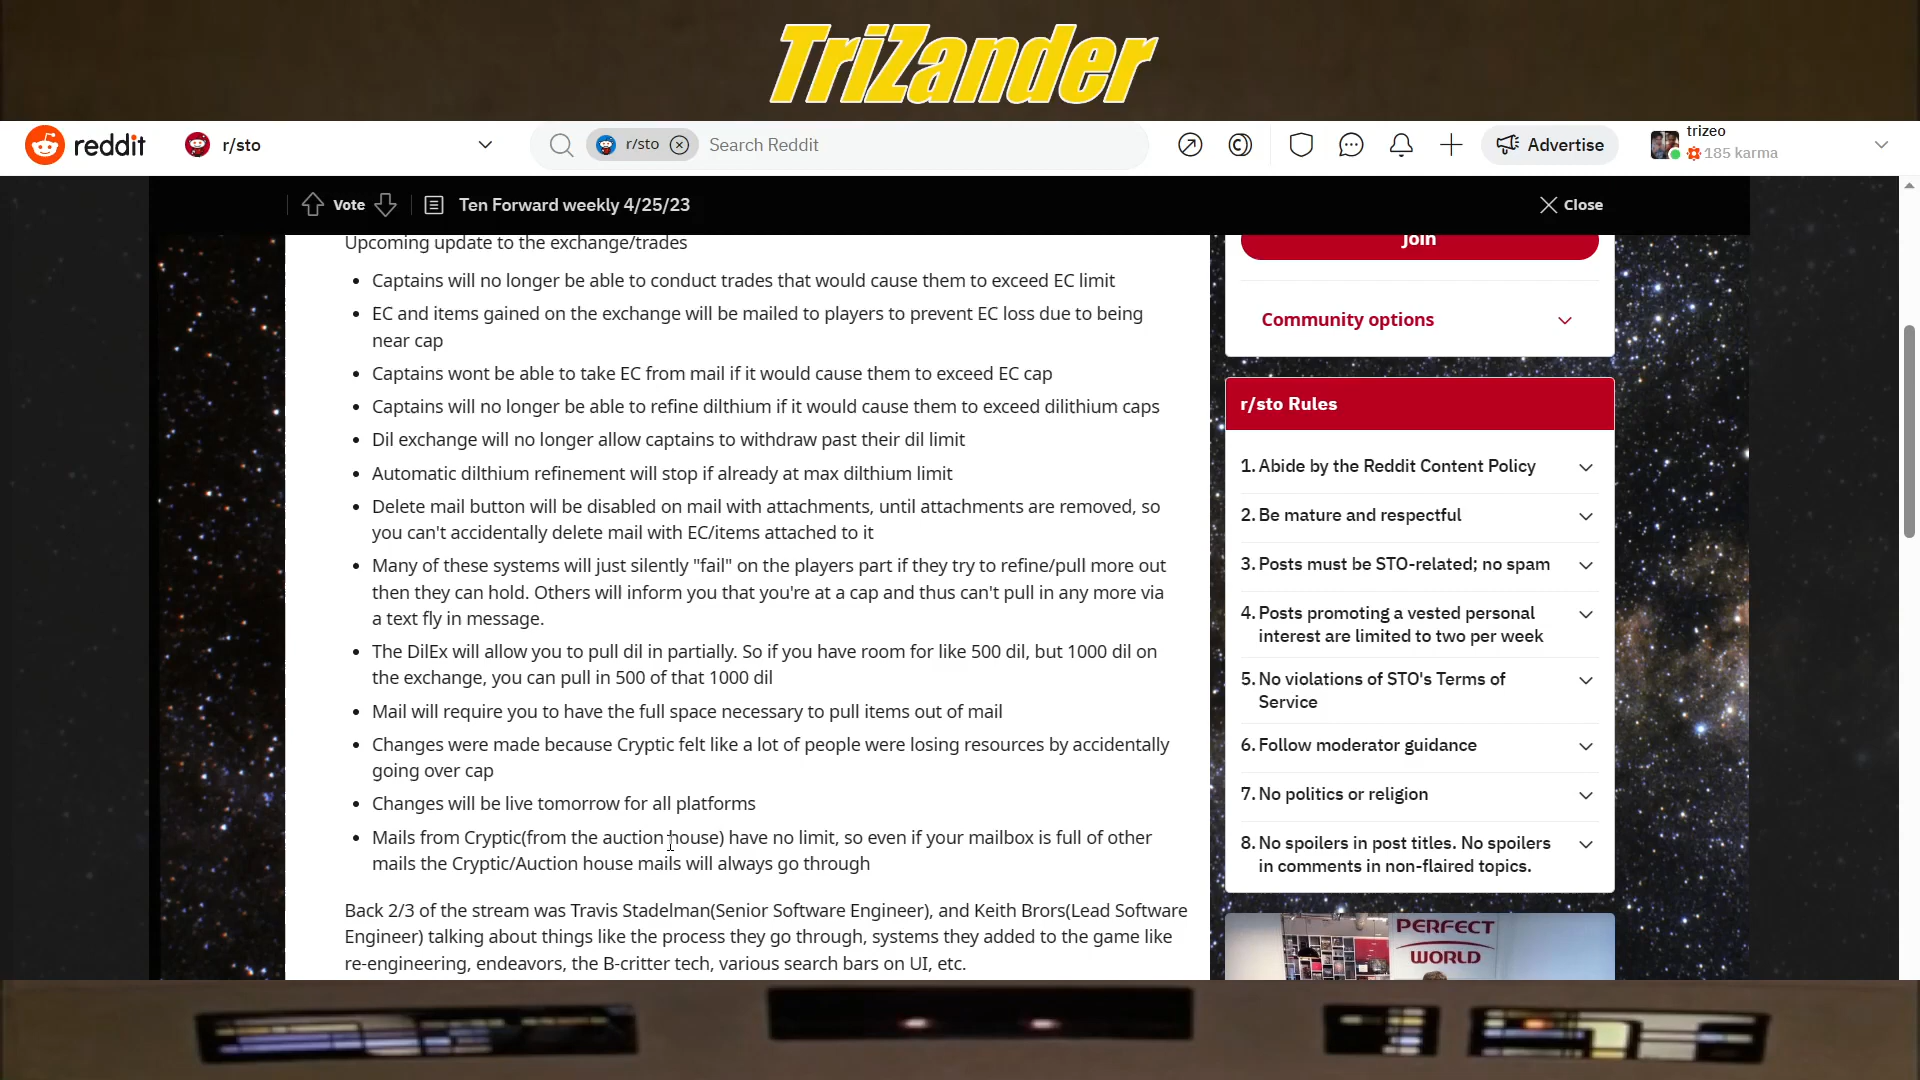 TriZander
reddit
r/sto
r/sto
Search Reddit
Advertise
trizeo
185 karma
Vote
Ten Forward weekly 4/25/23
Close
Upcoming update to the exchange/trades
Captains will no longer be able to conduct trades that would cause them to exceed EC limit
EC and items gained on the exchange will be mailed to players to prevent EC loss due to being
near cap
Captains wont be able to take EC from mail if it would cause them to exceed EC cap
Captains will no longer be able to refine dilthium if it would cause them to exceed dilithium caps
Dil exchange will no longer allow captains to withdraw past their dil limit
Automatic dilthium refinement will stop if already at max dilthium limit
Delete mail button will be disabled on mail with attachments, until attachments are removed, so
you can't accidentally delete mail with EC/items attached to it
Many of these systems will just silently "fail" on the players part if they try to refine/pull more out
then they can hold. Others will inform you that you're at a cap and thus can't pull in any more via
a text fly in message.
The DilEx will allow you to pull dil in partially. So if you have room for like 500 dil, but 1000 dil on
the exchange, you can pull in 500 of that 1000 dil
Mail will require you to have the full space necessary to pull items out of mail
Changes were made because Cryptic felt like a lot of people were losing resources by accidentally
going over cap
Changes will be live tomorrow for all platforms
Mails from Cryptic(from the auction house) have no limit, so even if your mailbox is full of other
mails the Cryptic/Auction house mails will always go through
Back 2/3 of the stream was Travis Stadelman(Senior Software Engineer), and Keith Brors(Lead Software
Engineer) talking about things like the process they go through, systems they added to the game like
re-engineering, endeavors, the B-critter tech, various search bars on UI, etc.
Join
Community options
r/sto Rules
1. Abide by the Reddit Content Policy
2. Be mature and respectful
3. Posts must be STO-related; no spam
4. Posts promoting a vested personal
interest are limited to two per week
5. No violations of STO's Terms of
Service
6. Follow moderator guidance
7. No politics or religion
8. No spoilers in post titles. No spoilers
in comments in non-flaired topics.
PERFECT
WORLD